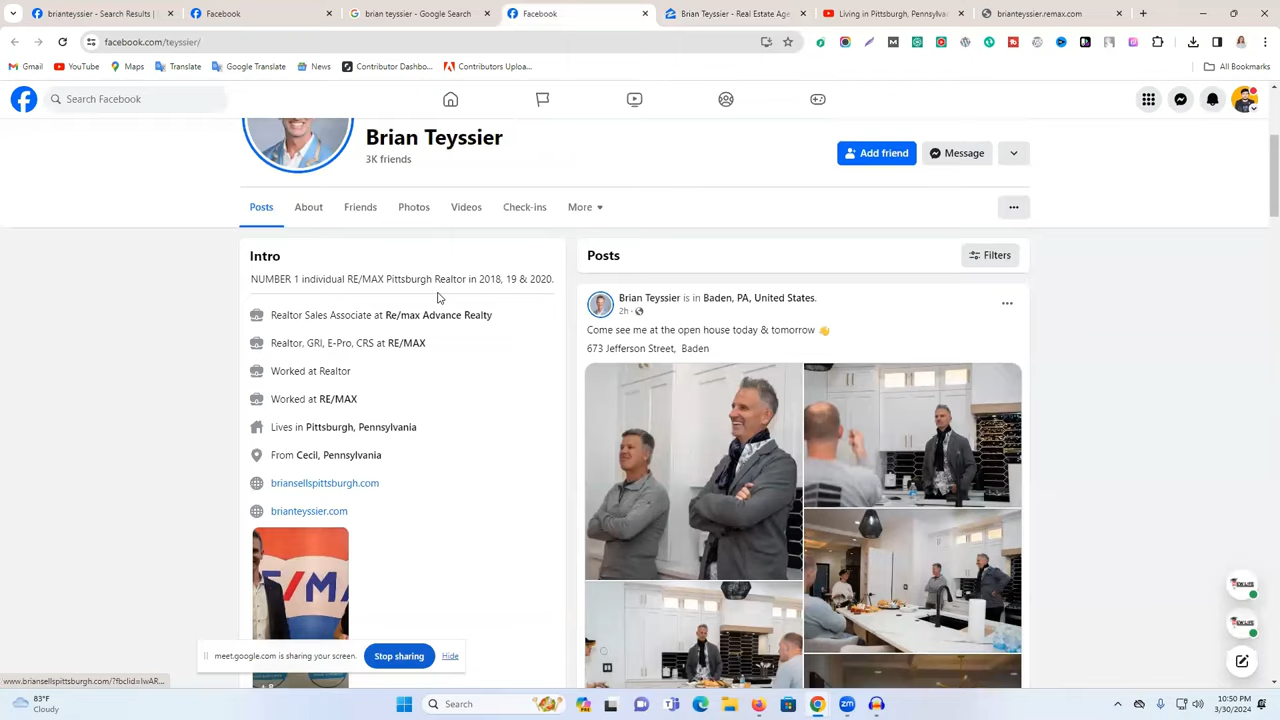 brianteyssier - Search Results |
Facebook
Brian teyssier - Google Search
Facebook
Brian Teyssier - Real Estate Age
Living in Pittsburgh, Pennsylva
brianteyssier.remax.com
facebook.com/teyssier/
Gmail
YouTube
Maps
Translate
Google Translate
News
Contributor Dashbo...
Contributors Uploa...
All Bookmarks
Search Facebook
Brian Teyssier
3K friends
Add friend
Message
Posts
About
Friends
Photos
Videos
Check-ins
More
Intro
NUMBER 1 individual RE/MAX Pittsburgh Realtor in 2018, 19 & 2020.
Realtor Sles Associate at Re/max Advance Realty
Realtor, GRI, E-Pro, CRS at RE/MAX
Worked at Realtor
Worked at RE/MAX
Lives in Pittsburgh, Pennsylvania
From Cecil, Pennsylvania
briansellspittsburgh.com
brianteyssier.com
Posts
Filters
Brian Teyssier is in Baden, PA, United States.
2h
Come see me at the open house today & tomorrow 👋
673 Jefferson Street, Baden
meet.google.com is sharing your screen.
Stop sharing
Hide
www.briansellspittsburgh.com/?fbclid=IwAR...
83°F
Cloudy
Search
10:50 PM
3/30/2024